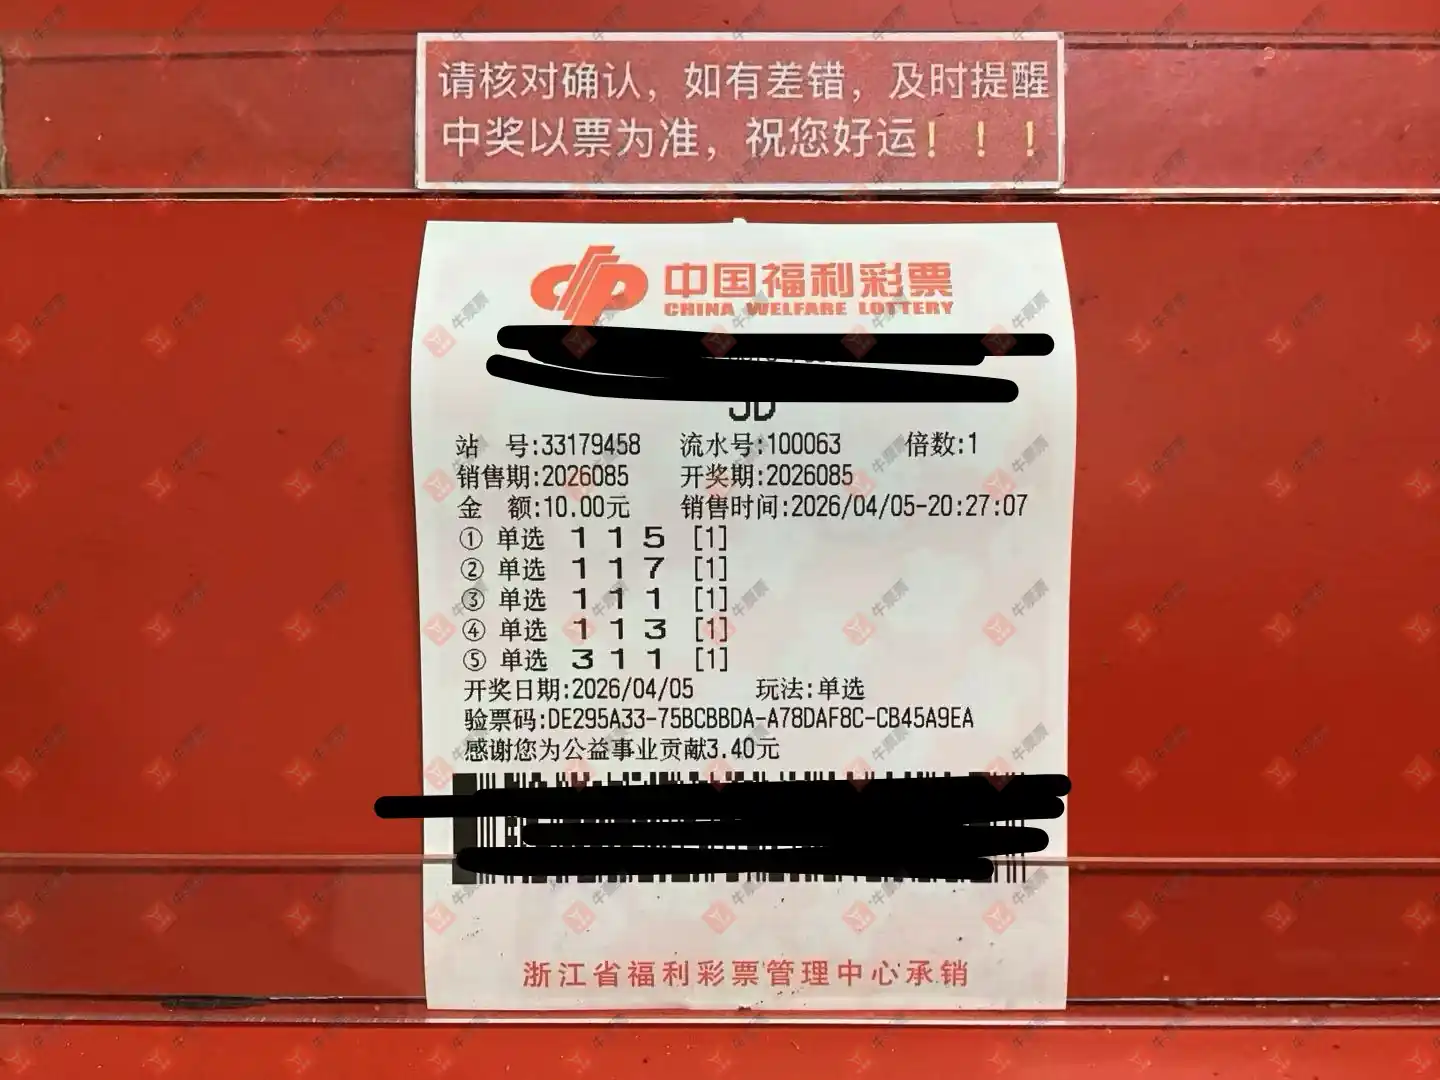 请核对确认，如有差错，及时提醒
中奖以票为准，祝您好运！！！
中国福利彩票
CHINA WELFARE LOTTERY
3D
站 号:33179458 流水号:100063 倍数:1
销售期:2026085 开奖期:2026085
金 额:10.00元 销售时间:2026/04/05-20:27:07
① 单选 1 1 5 [1]
② 单选 1 1 7 [1]
③ 单选 1 1 1 [1]
④ 单选 1 1 3 [1]
⑤ 单选 3 1 1 [1]
开奖日期:2026/04/05 玩法:单选
验票码:DE295A33-75BCBBDA-A78DAF8C-CB45A9EA
感谢您为公益事业贡献3.40元
浙江省福利彩票管理中心承销
牛票票